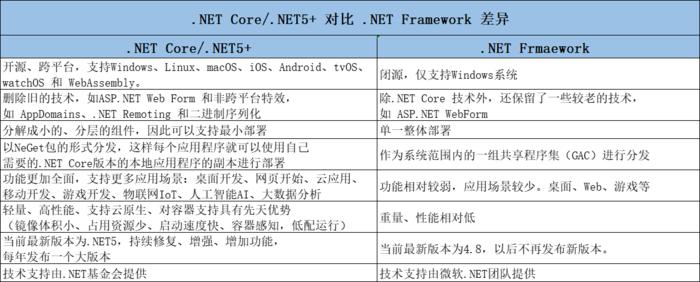 .NET Core/.NET5+ 对比 .NET Framework 差异
.NET Core/.NET5+
.NET Frmaework
开源、跨平台，支持Windows、Linux、macOS、iOS、Android、tvOS、
watchOS 和 WebAssembly。
闭源，仅支持Windows系统
删除旧的技术，如ASP.NET Web Form 和非跨平台特效，
如 AppDomains、.NET Remoting 和二进制序列化
除.NET Core 技术外，还保留了一些较老的技术，
如 ASP.NET WebForm
分解成小的、分层的组件，因此可以支持最小部署
单一整体部署
以NeGet包的形式分发，这样每个应用程序就可以使用自己
需要的.NET Core版本的本地应用程序的副本进行部署
作为系统范围内的一组共享程序集（GAC）进行分发
功能更加全面，支持更多应用场景：桌面开发、网页开始、云应用、
移动开发、游戏开发、物联网IoT、人工智能AI、大数据分析
功能相对较弱，应用场景较少。桌面、Web、游戏等
轻量、高性能、支持云原生、对容器支持具有先天优势
（镜像体积小、占用资源少、启动速度快、容器感知，低配运行）
重量、性能相对低
当前最新版本为.NET5，持续修复、增强、增加功能，
每年发布一个大版本
当前最新版本为4.8，以后不再发布新版本。
技术支持由.NET基金会提供
技术支持由微软.NET团队提供